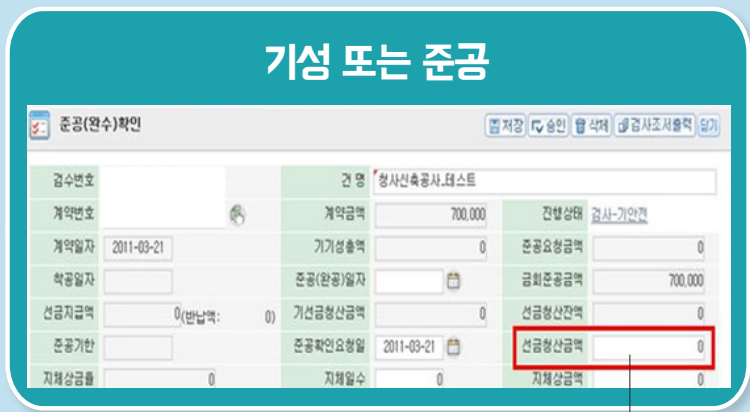 기성 또는 준공
준공(완수)확인 저장 승인 삭제 검사조서출력 닫기
검수번호 건 명 청사신축공사_테스트
계약번호 계약금액 700,000 진행상태 검사-기안전
계약일자 2011-03-21 기기성총액 0 준공요청금액 0
착공일자 준공(완공)일자 금회준공금액 700,000
선금지급액 0(반납액: 0) 기선금청산금액 0 선금청산잔액 0
준공기한 준공확인요청일 2011-03-21 선금청산금액 0
지체상금률 0 지체일수 0 지체상금액 0